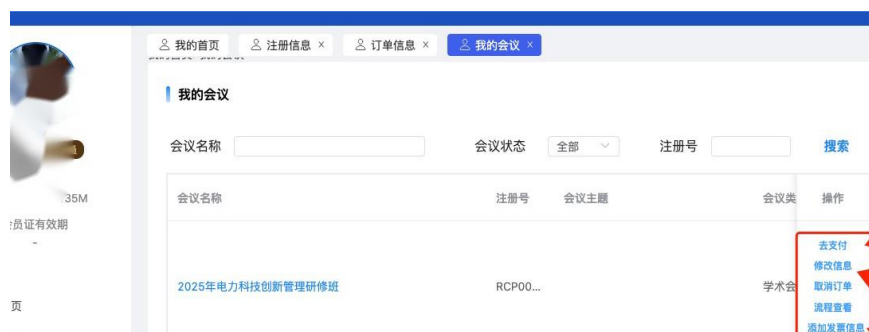 我的首页 注册信息 × 订单信息 × 我的会议 ×
我的会议
会议名称 会议状态 全部 注册号 搜索
会议名称 注册号 会议主题 会议类 操作
35M
员证有效期
-
页
2025年电力科技创新管理研修班 RCP00... 学术会
去支付
修改信息
取消订单
流程查看
添加发票信息